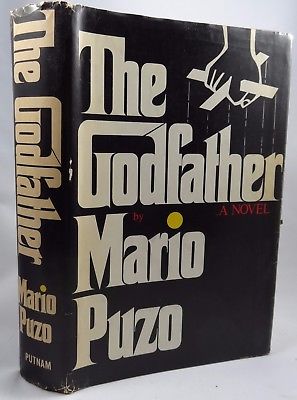 The
Godfather
by
A NOVEL
Mario
Puzo
The Godfather
Mario
Puzo
PUTNAM